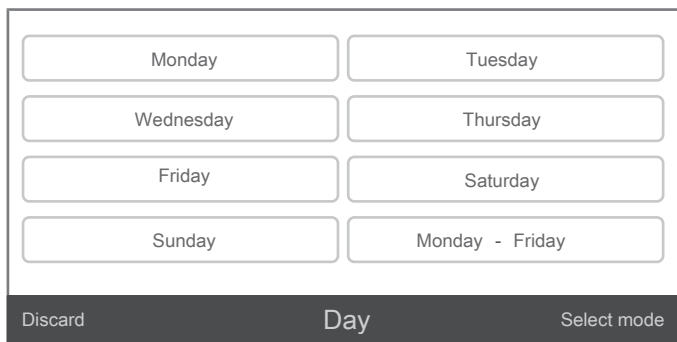 Monday
Tuesday
Wednesday
Thursday
Friday
Saturday
Sunday
Monday - Friday
Discard
Day
Select mode